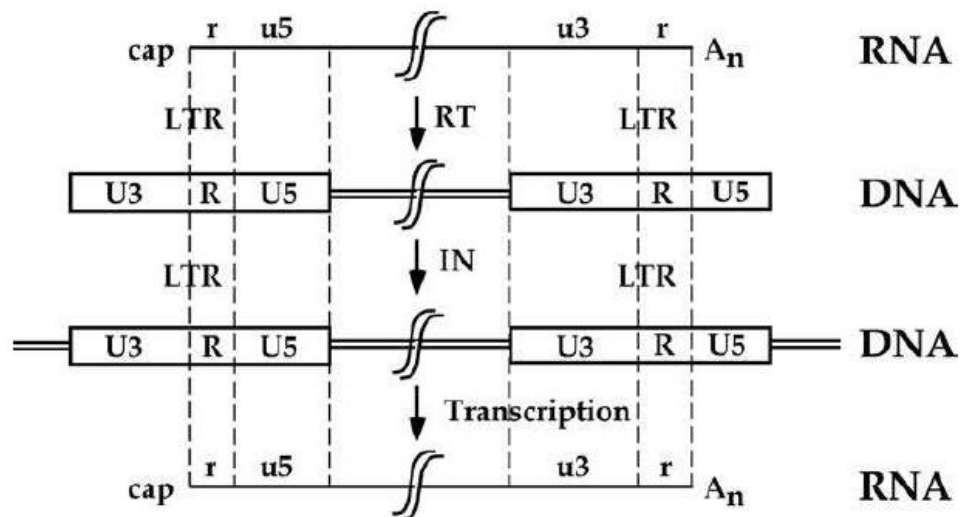 r u5 u3 r
cap Aₙ RNA
LTR RT LTR
U3 R U5 U3 R U5 DNA
IN
LTR LTR
U3 R U5 U3 R U5 DNA
Transcription
r u5 u3 r
cap Aₙ RNA